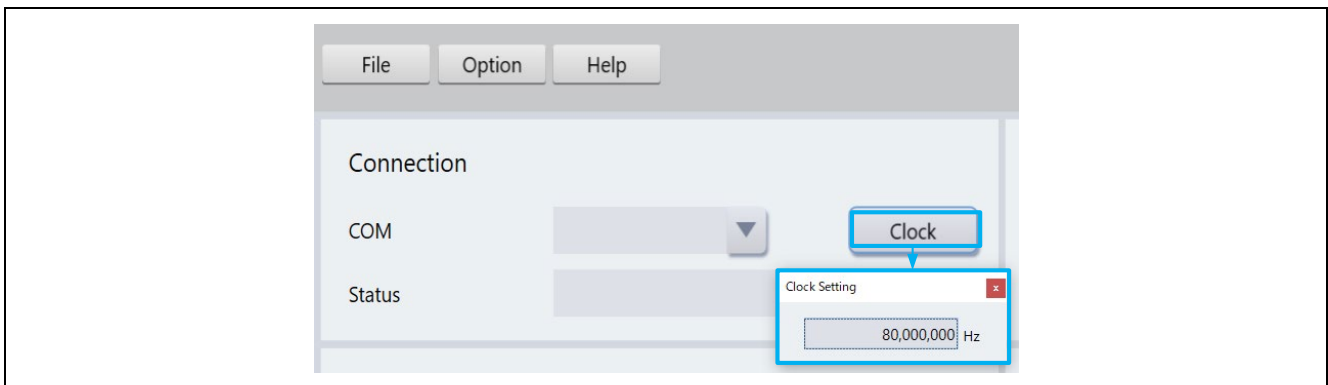 File Option Help
Connection
COM
Clock
Status
Clock Setting
x
80,000,000 Hz